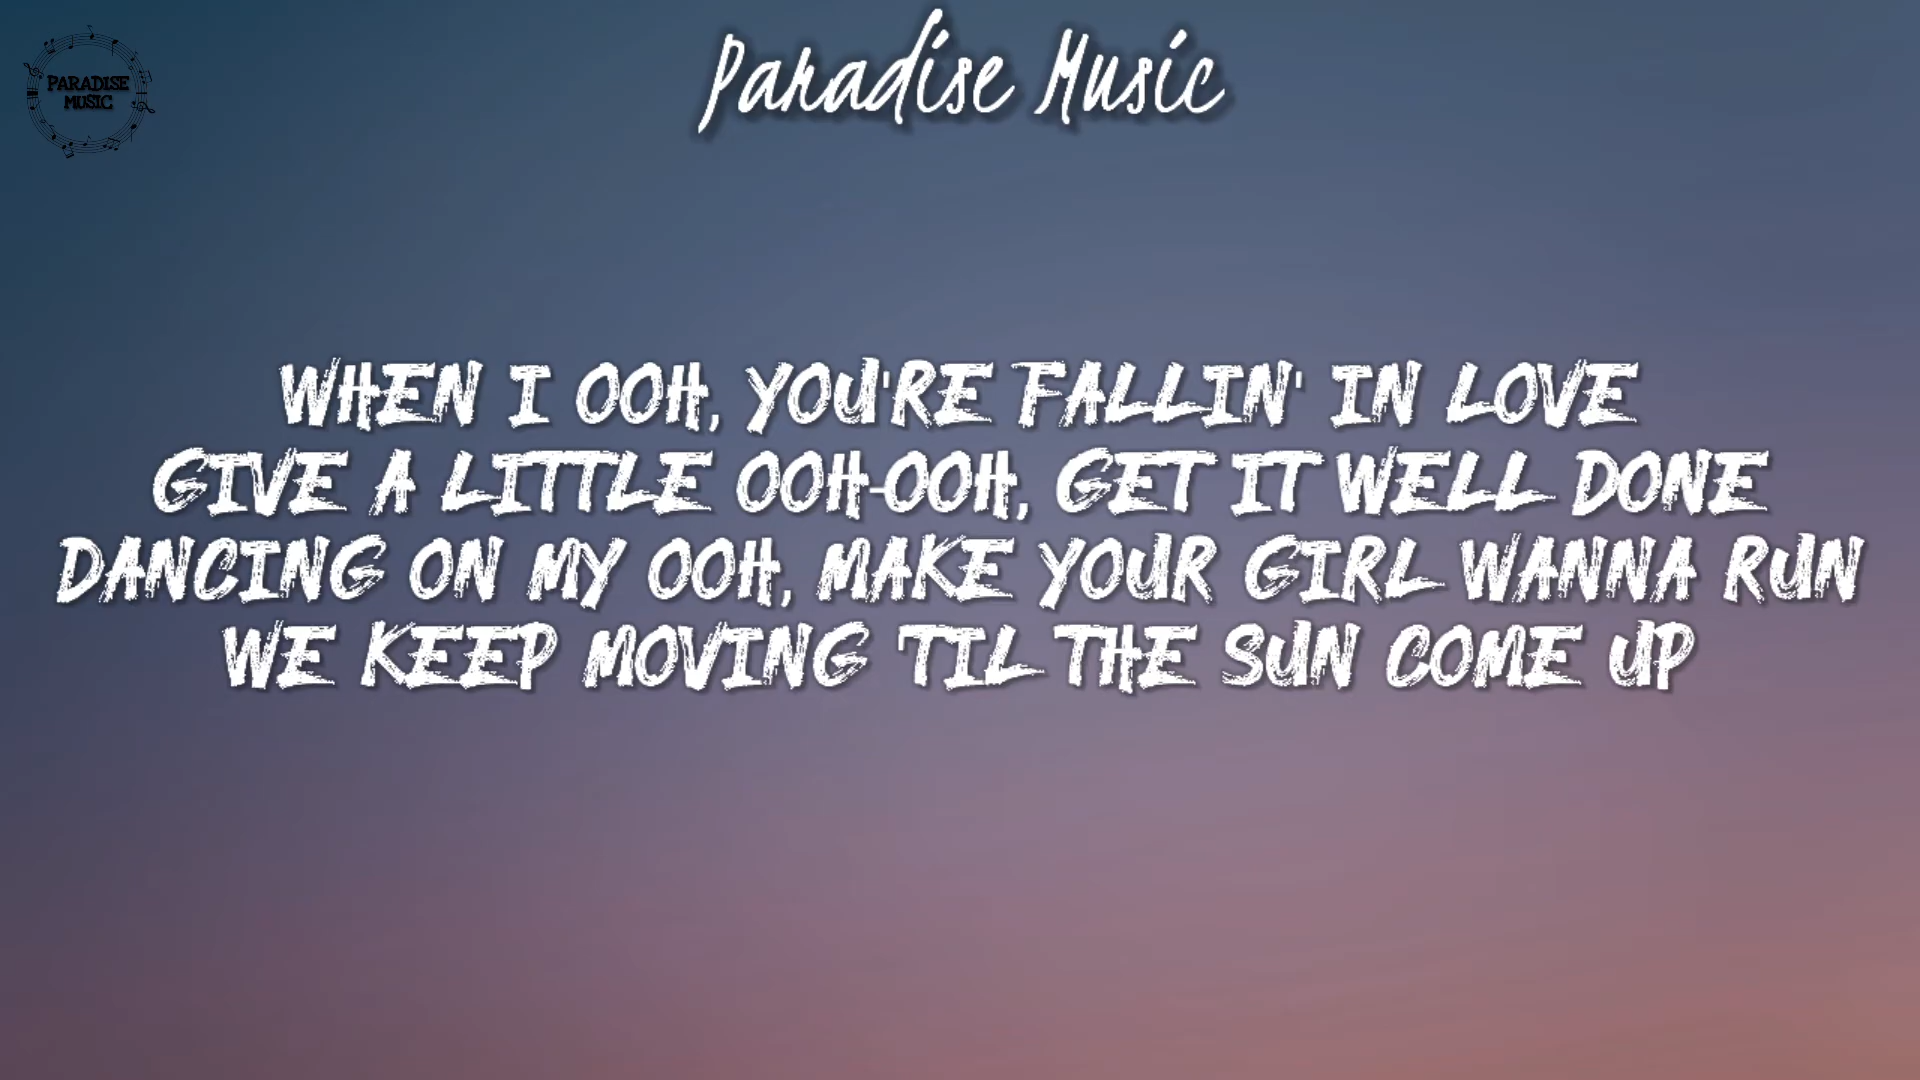 PARADISE
MUSIC
Paradise Music
WHEN I OOH, YOU'RE FALLIN' IN LOVE
GIVE A LITTLE OOH-OOH, GET IT WELL DONE
DANCING ON MY OOH, MAKE YOUR GIRL WANNA RUN
WE KEEP MOVING 'TIL THE SUN COME UP